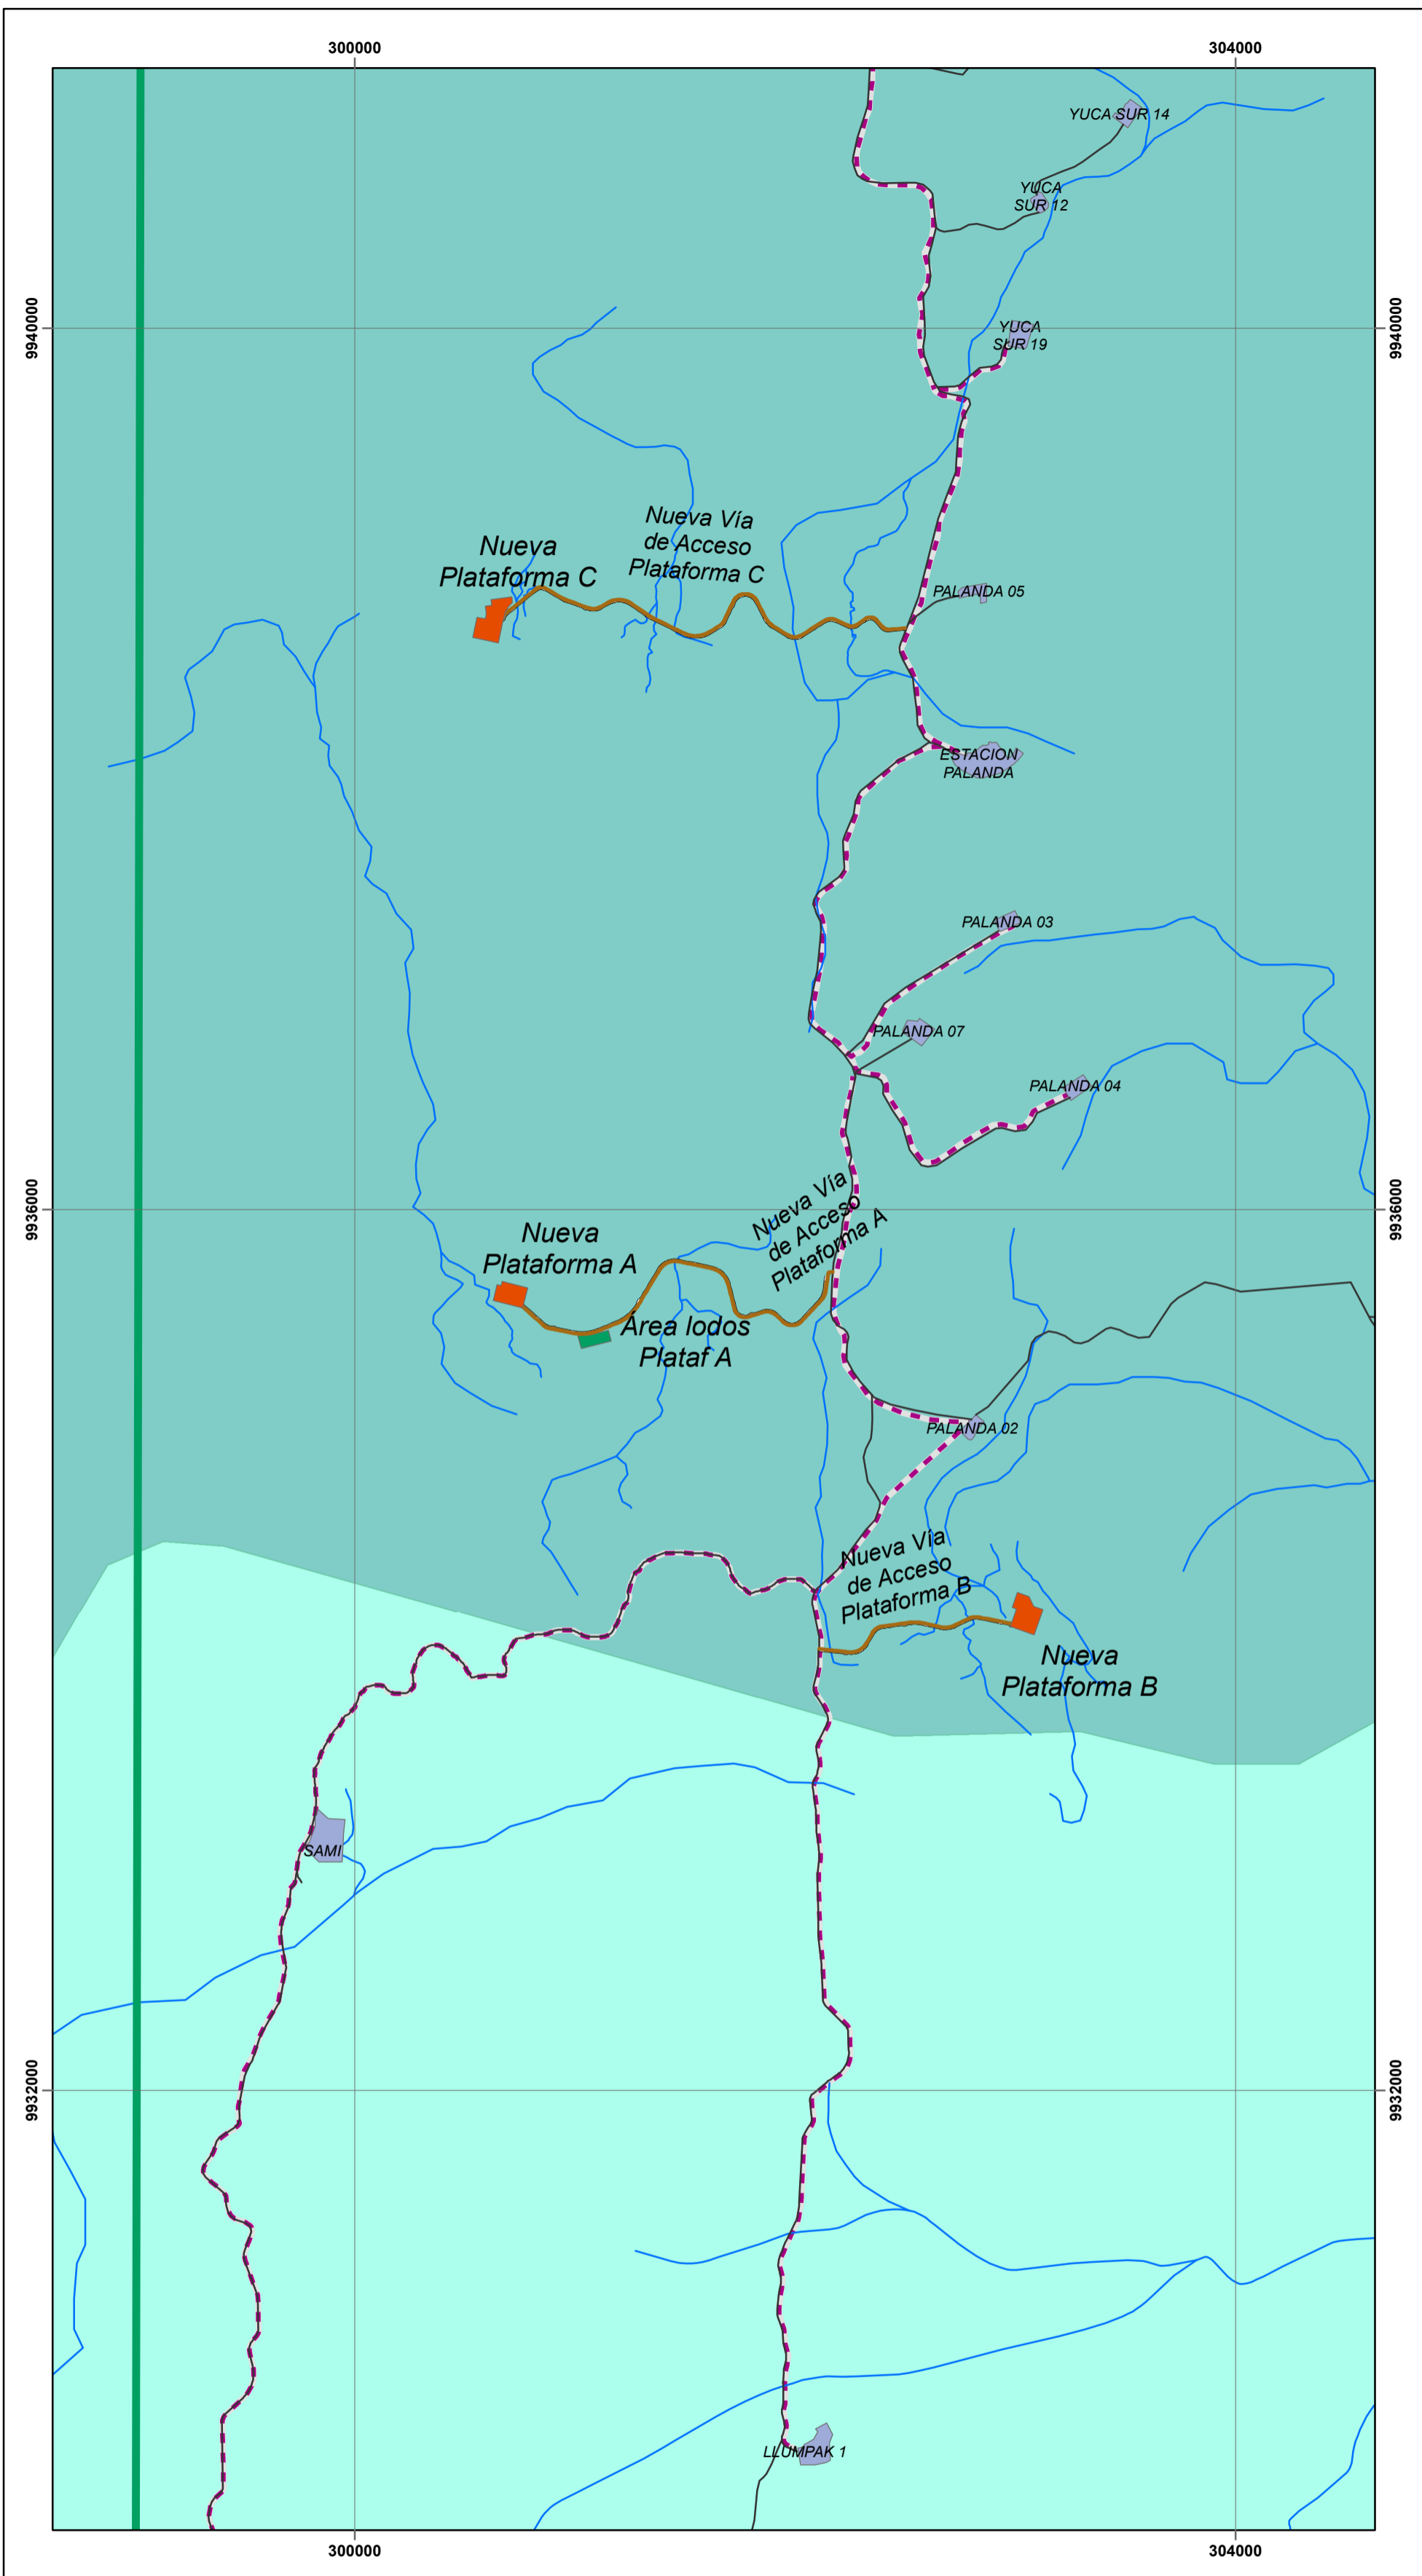 300000
304000
YUCA SUR 14
YUCA
SUR 12
9940000
9940000
YUCA
SUR 19
Nueva Vía
de Acceso
Plataforma C
Nueva
Plataforma C
PALANDA 05
ESTACION
PALANDA
PALANDA 03
PALANDA 07
PALANDA 04
9936000
9936000
Nueva Vía
de Acceso
Plataforma A
Nueva
Plataforma A
Área lodos
Plataf A
PALANDA 02
Nueva Vía
de Acceso
Plataforma B
Nueva
Plataforma B
SAMI
9932000
9932000
LLUMPAK 1
300000
304000